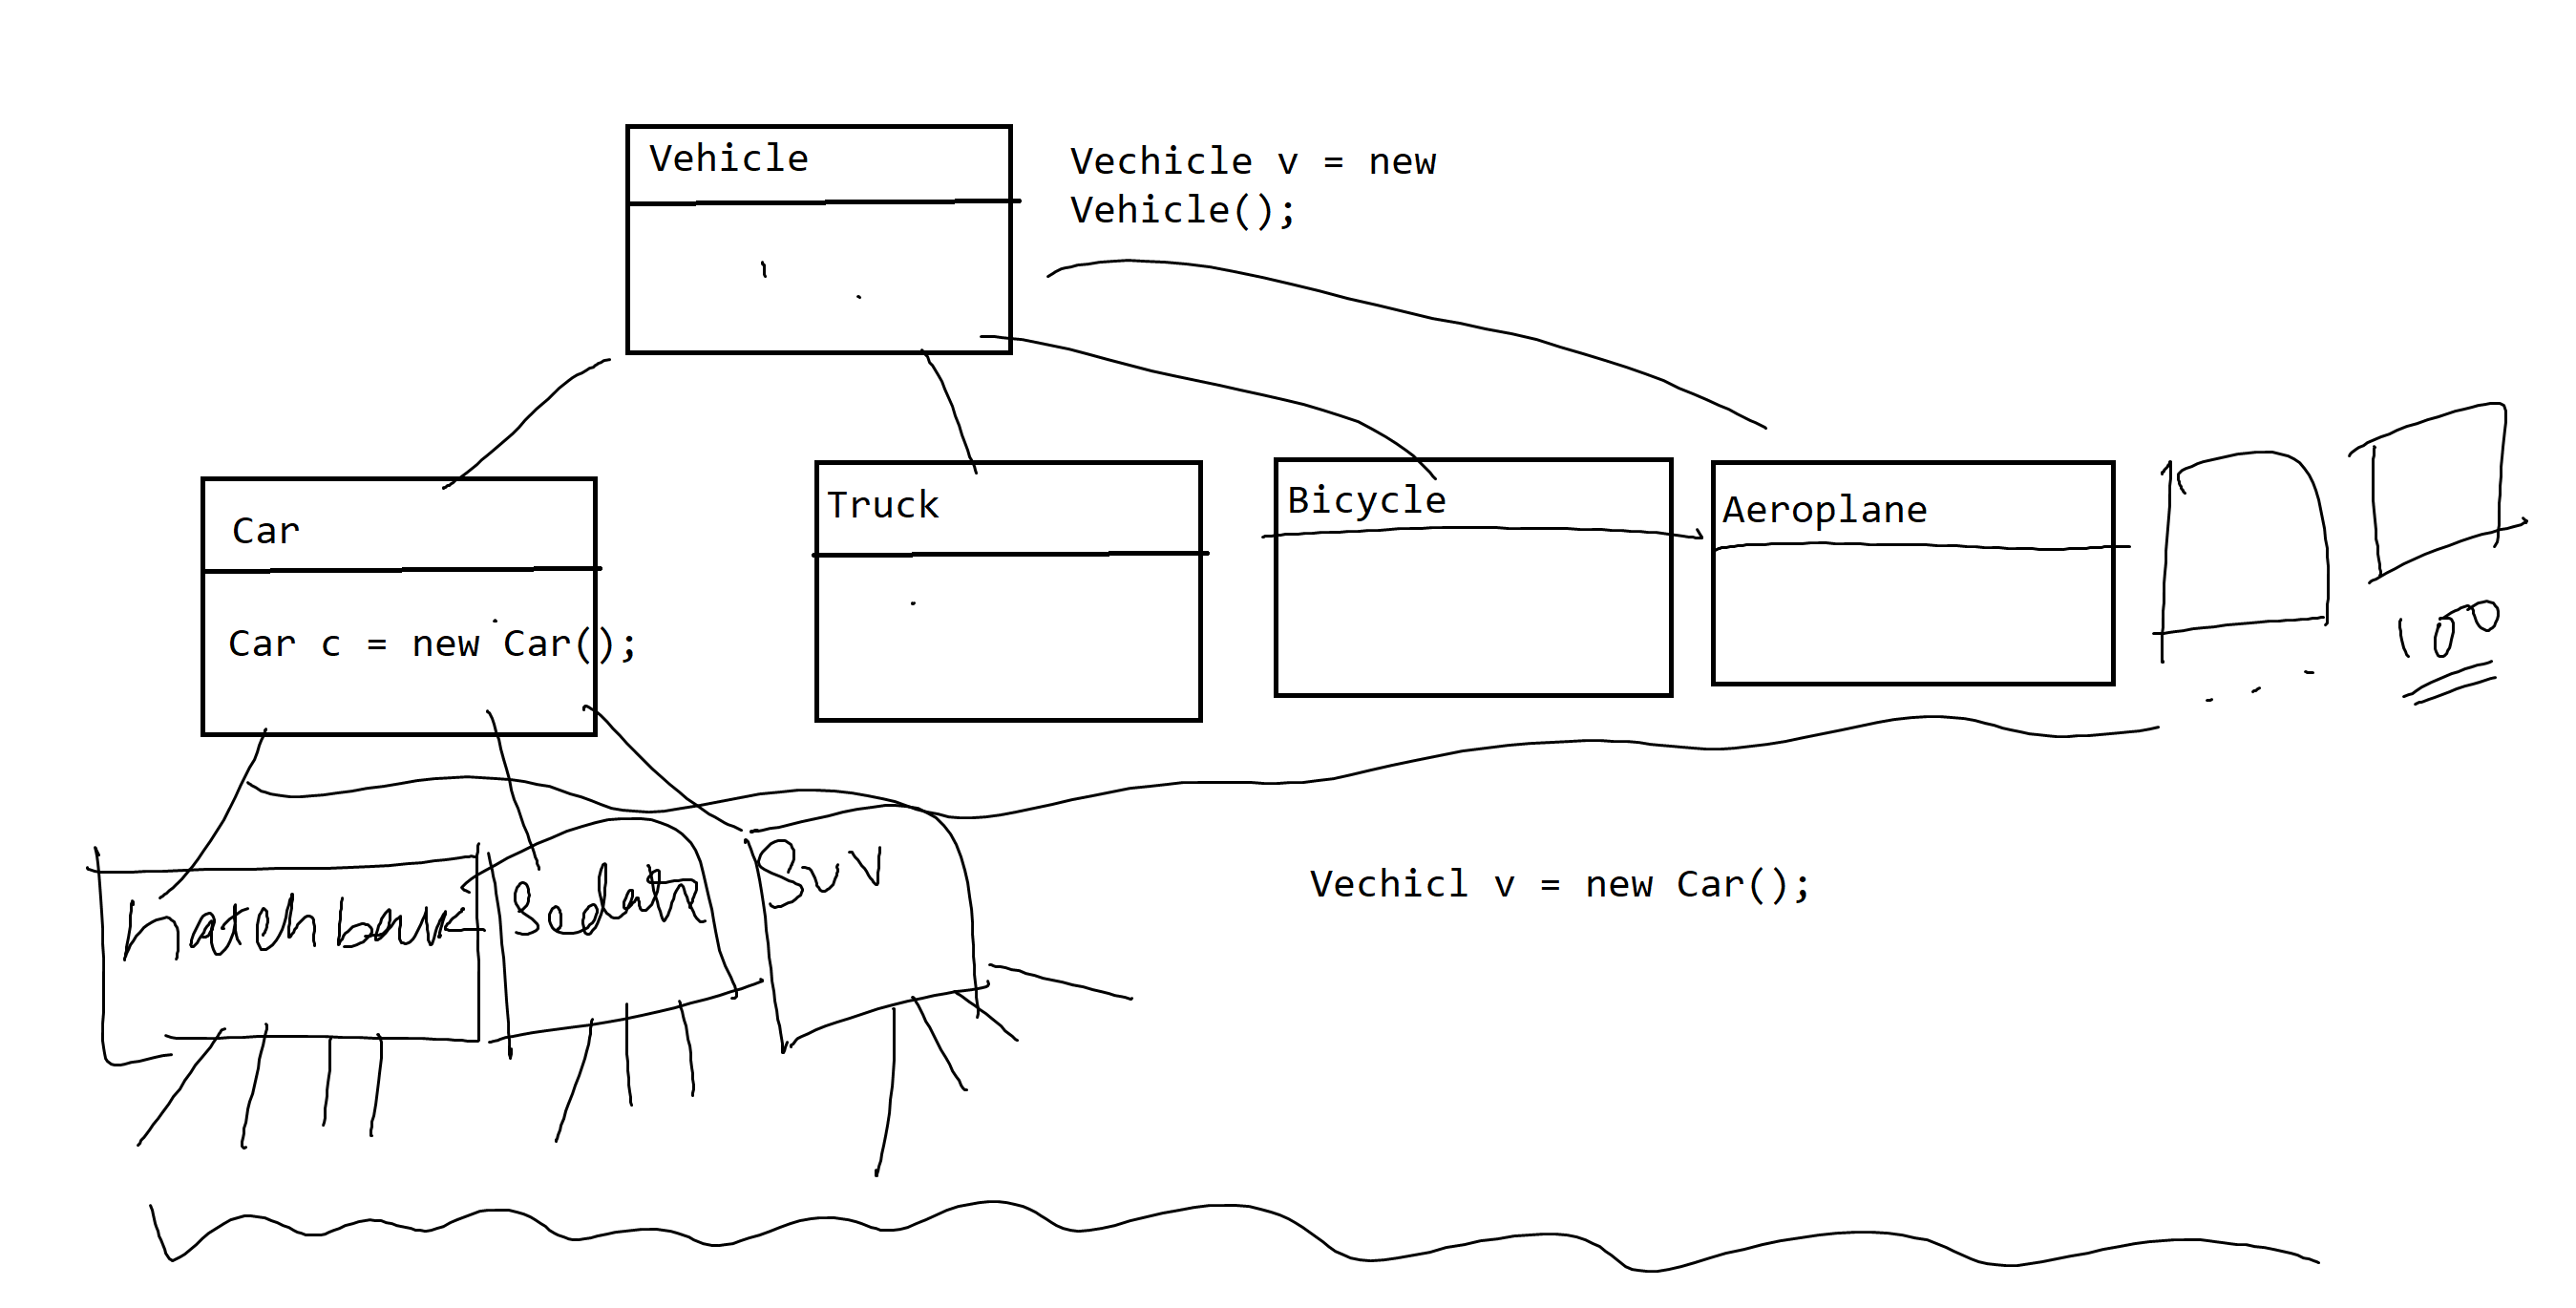 Vehicle
Vechicle v = new
Vehicle();
Car
Truck
Bicycle
Aeroplane
Car c = new Car();
100
hatchback
Sedan
SUV
Vechicl v = new Car();